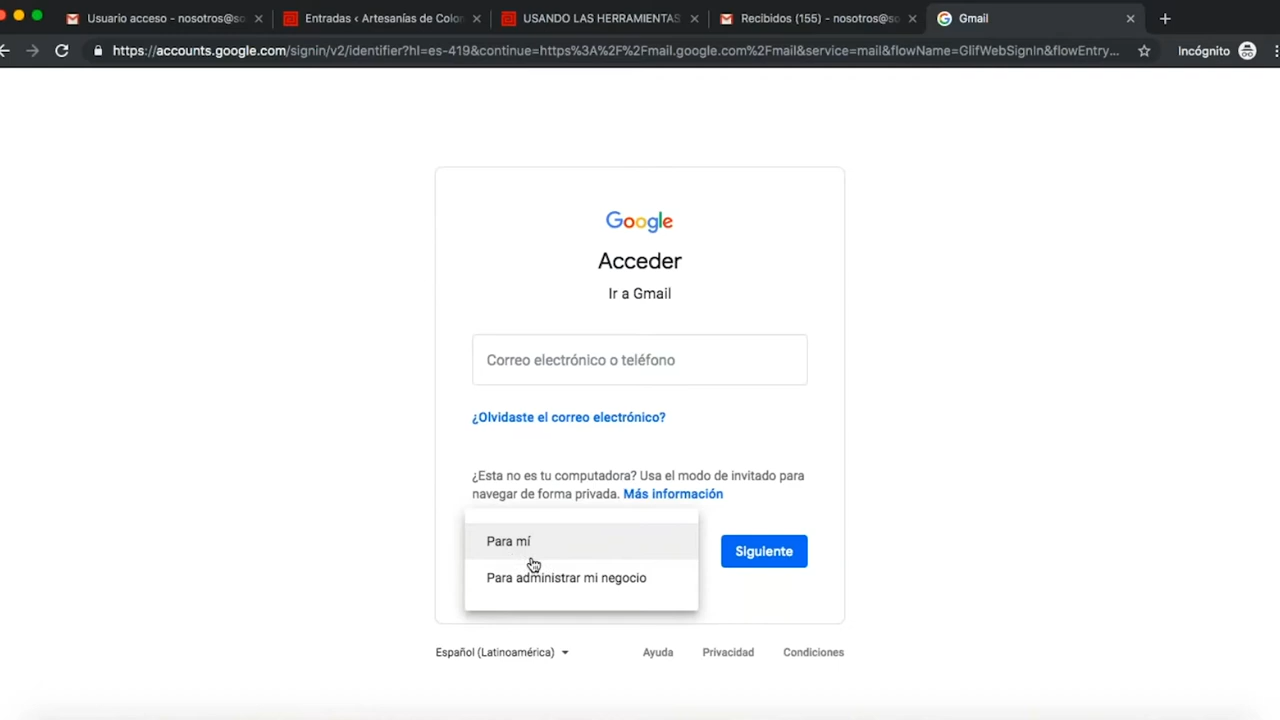 Usuario acceso - nosotros@so
Entradas ‹ Artesanías de Colon
USANDO LAS HERRAMIENTAS
Recibidos (155) - nosotros@so
Gmail
https://accounts.google.com/signin/v2/identifier?hl=es-419&continue=https%3A%2F%2Fmail.google.com%2Fmail&service=mail&flowName=GlifWebSignIn&flowEntry...
Incógnito
Google
Acceder
Ir a Gmail
Correo electrónico o teléfono
¿Olvidaste el correo electrónico?
¿Esta no es tu computadora? Usa el modo de invitado para
navegar de forma privada. Más información
Para mí
Siguiente
Para administrar mi negocio
Español (Latinoamérica)
Ayuda
Privacidad
Condiciones